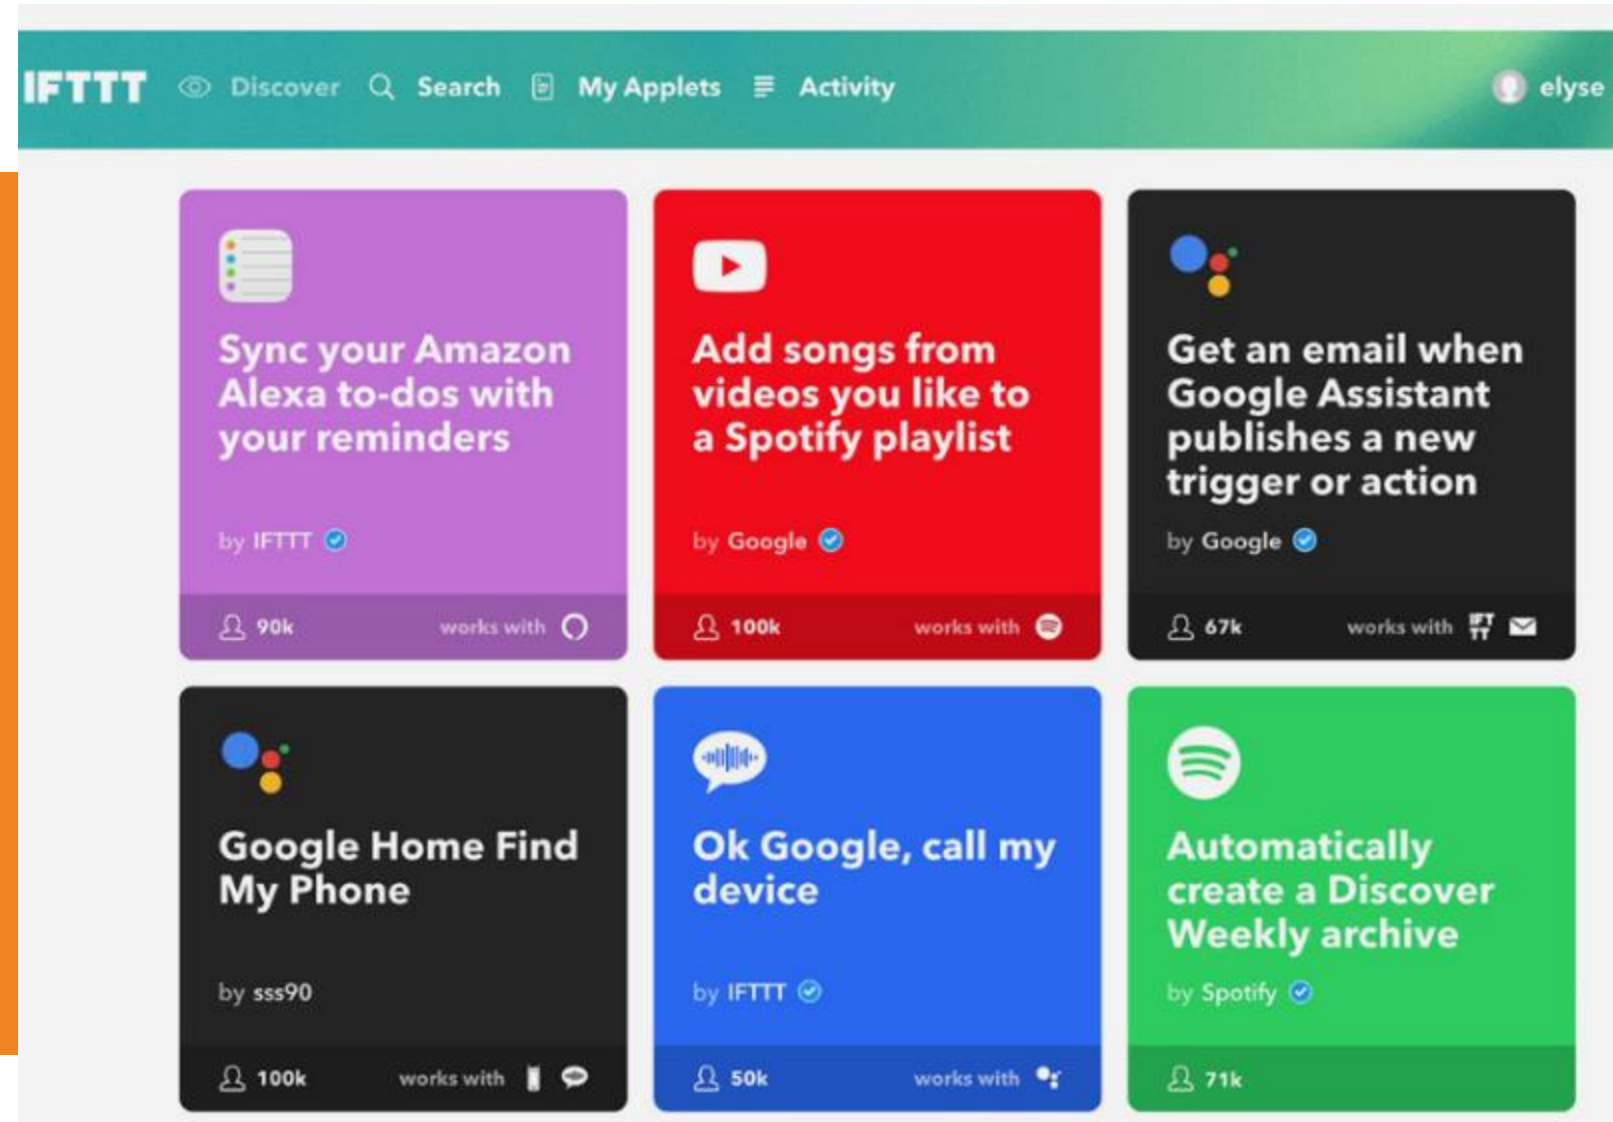 IFTTT Discover Search My Applets Activity elyse
Sync your Amazon
Alexa to-dos with
your reminders
by IFTTT
90k works with
Add songs from
videos you like to
a Spotify playlist
by Google
100k works with
Get an email when
Google Assistant
publishes a new
trigger or action
by Google
67k works with IFTTT
Google Home Find
My Phone
by sss90
100k works with
Ok Google, call my
device
by IFTTT
50k works with
Automatically
create a Discover
Weekly archive
by Spotify
71k